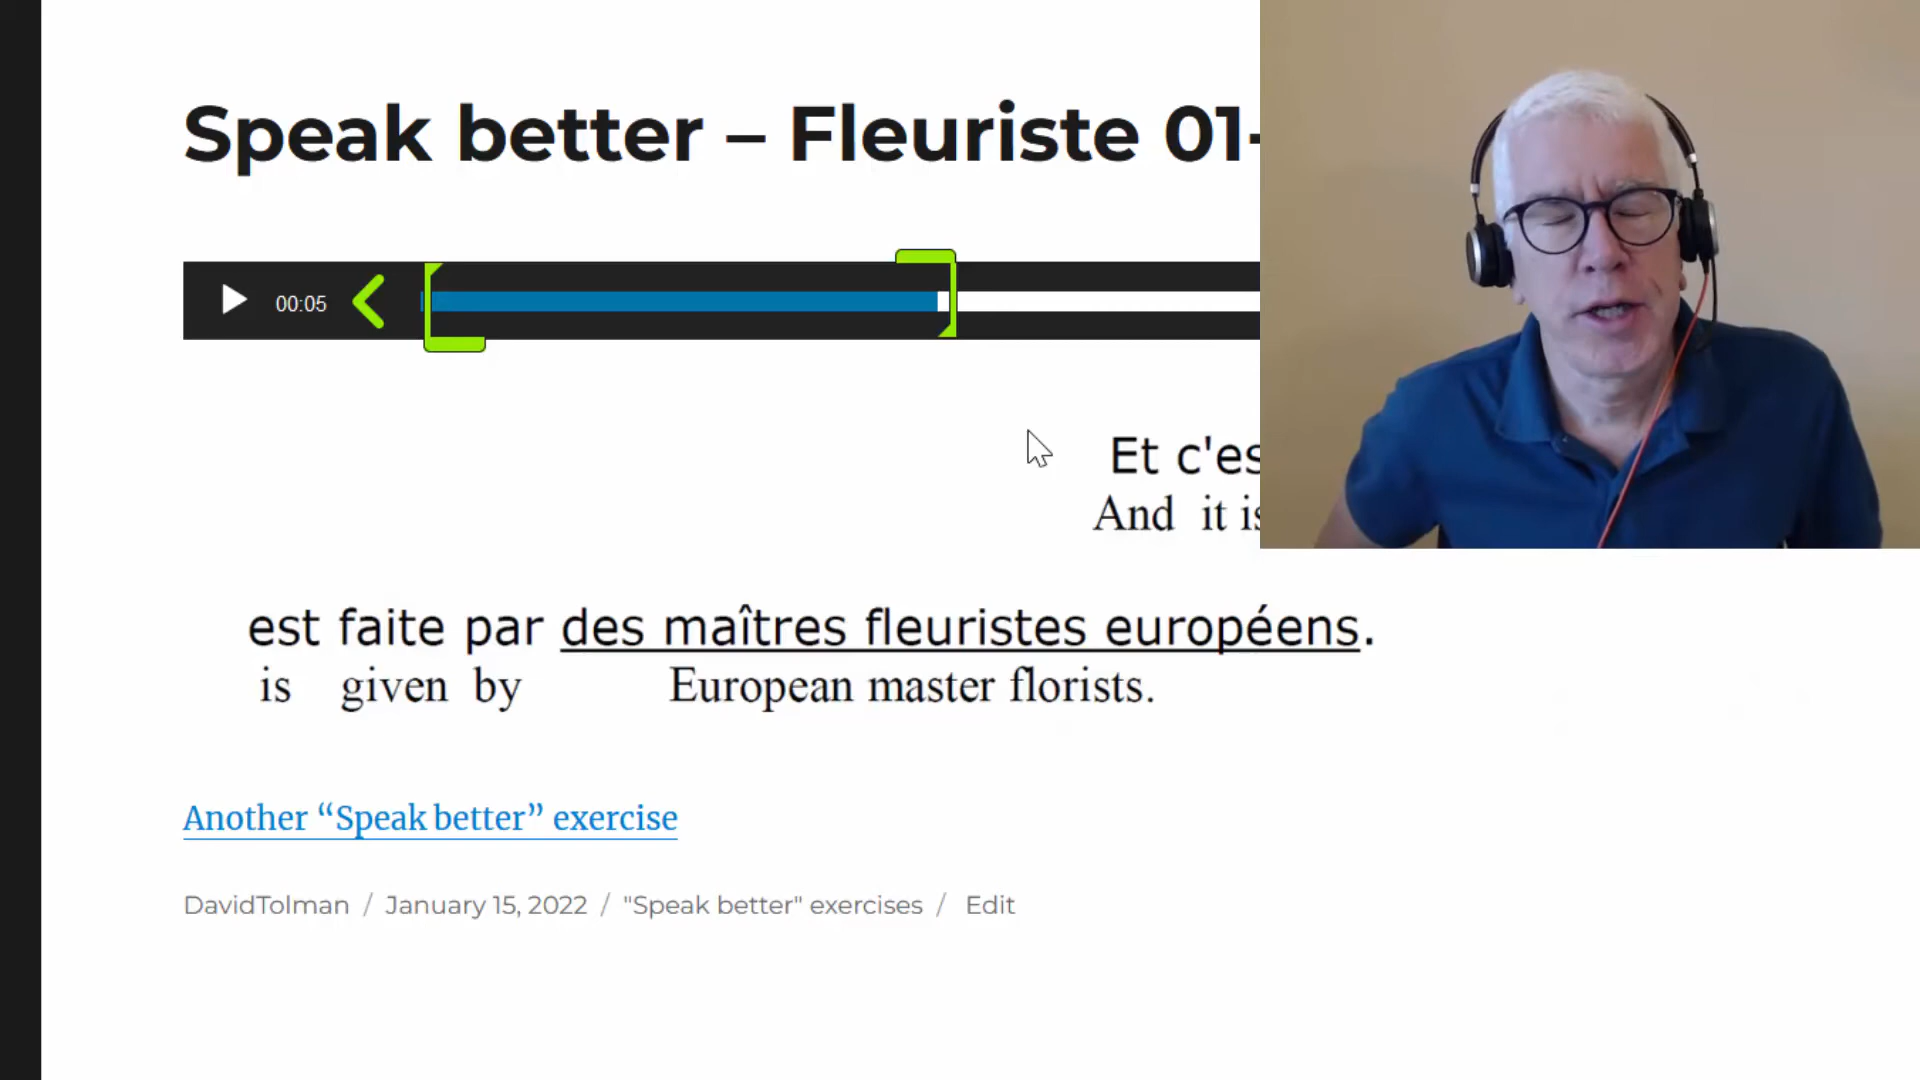 Speak better – Fleuriste 01-
00:05
Et c'es
And it is
est faite par des maîtres fleuristes européens.
is given by European master florists.
Another “Speak better” exercise
DavidTolman / January 15, 2022 / "Speak better" exercises / Edit